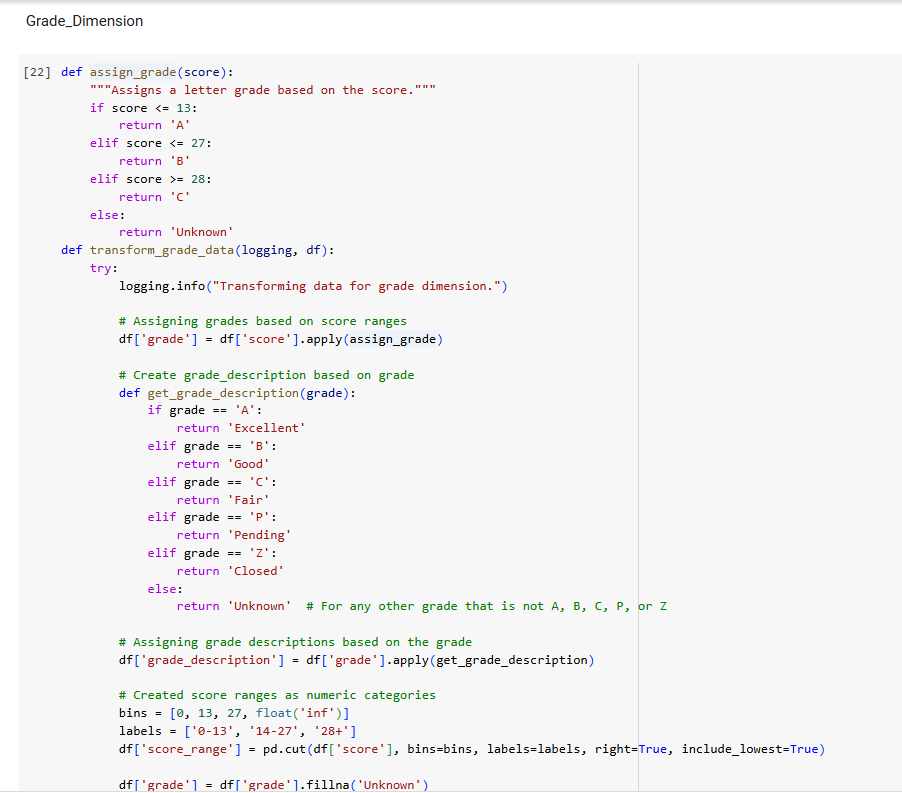 Grade_Dimension
[22] def assign_grade(score):
"""Assigns a letter grade based on the score."""
if score <= 13:
return 'A'
elif score <= 27:
return 'B'
elif score >= 28:
return 'C'
else:
return 'Unknown'
def transform_grade_data(logging, df):
try:
logging.info("Transforming data for grade dimension.")
# Assigning grades based on score ranges
df['grade'] = df['score'].apply(assign_grade)
# Create grade_description based on grade
def get_grade_description(grade):
if grade == 'A':
return 'Excellent'
elif grade == 'B':
return 'Good'
elif grade == 'C':
return 'Fair'
elif grade == 'P':
return 'Pending'
elif grade == 'Z':
return 'Closed'
else:
return 'Unknown'  # For any other grade that is not A, B, C, P, or Z
# Assigning grade descriptions based on the grade
df['grade_description'] = df['grade'].apply(get_grade_description)
# Created score ranges as numeric categories
bins = [0, 13, 27, float('inf')]
labels = ['0-13', '14-27', '28+']
df['score_range'] = pd.cut(df['score'], bins=bins, labels=labels, right=True, include_lowest=True)
df['grade'] = df['grade'].fillna('Unknown')